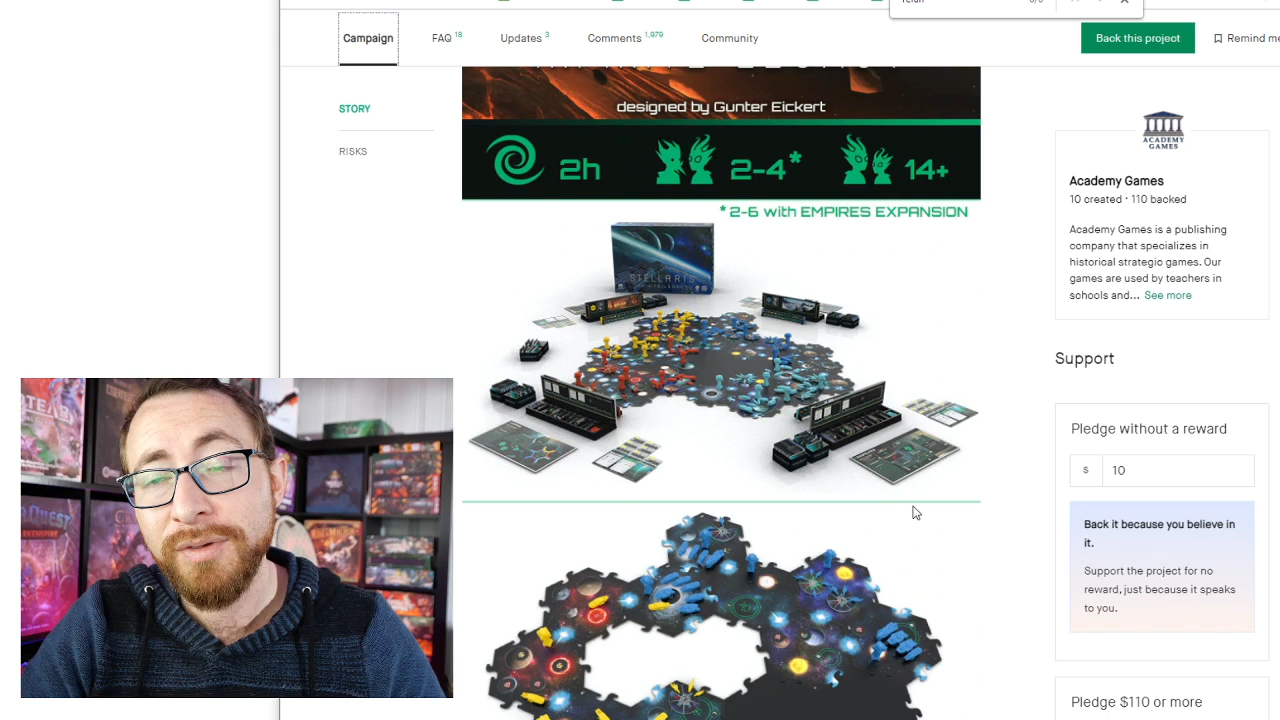 Campaign
FAQ 18
Updates 3
Comments 1,979
Community
Back this project
Remind me
STORY
RISKS
designed by Gunter Eickert
2h
2-4*
14+
* 2-6 with EMPIRES EXPANSION
STELLARIS
INFINITE LEGACY
ACADEMY
GAMES
Academy Games
10 created · 110 backed
Academy Games is a publishing
company that specializes in
historical strategic games. Our
games are used by teachers in
schools and... See more
Support
Pledge without a reward
$ 10
Back it because you believe in
it.
Support the project for no
reward, just because it speaks
to you.
Pledge $110 or more